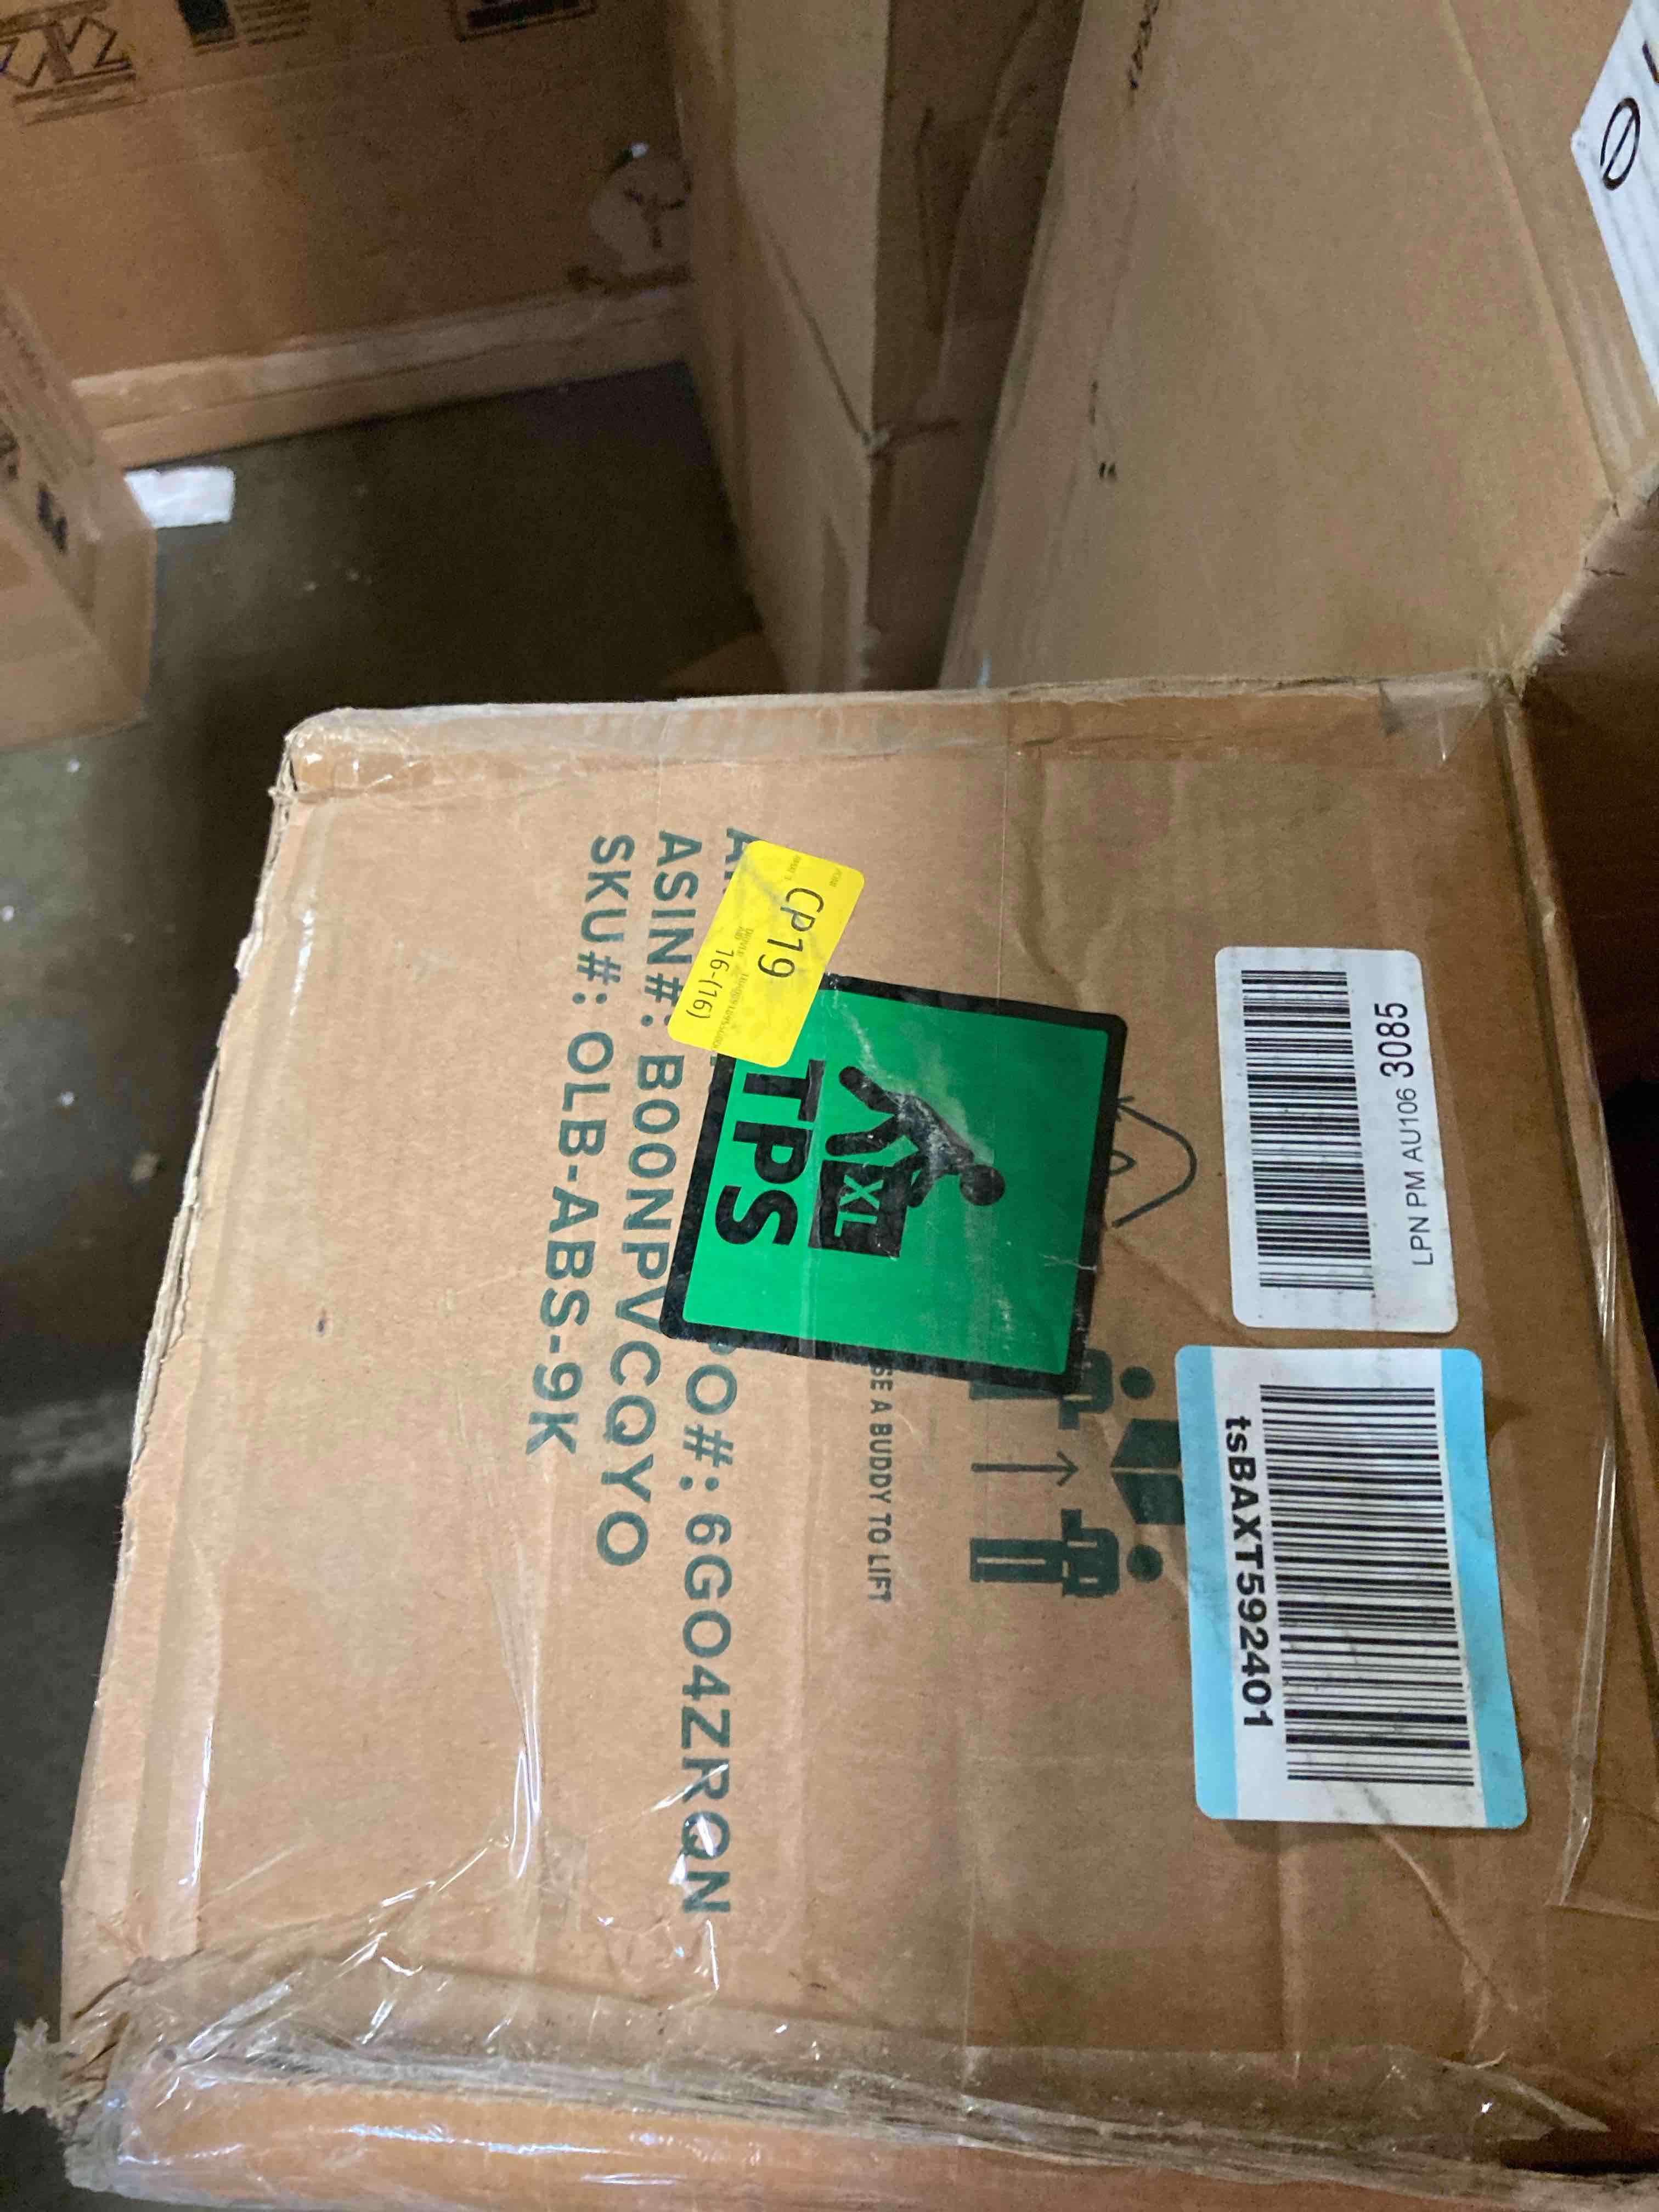 LPN PM AU106 3085
tsBAXT592401
XL
TPS
SE A BUDDY TO LIFT
CP19
16-(16)
A
PO#: 6GO4ZRQN
ASIN#: B00NPVCQYO
SKU#: OLB-ABS-9K